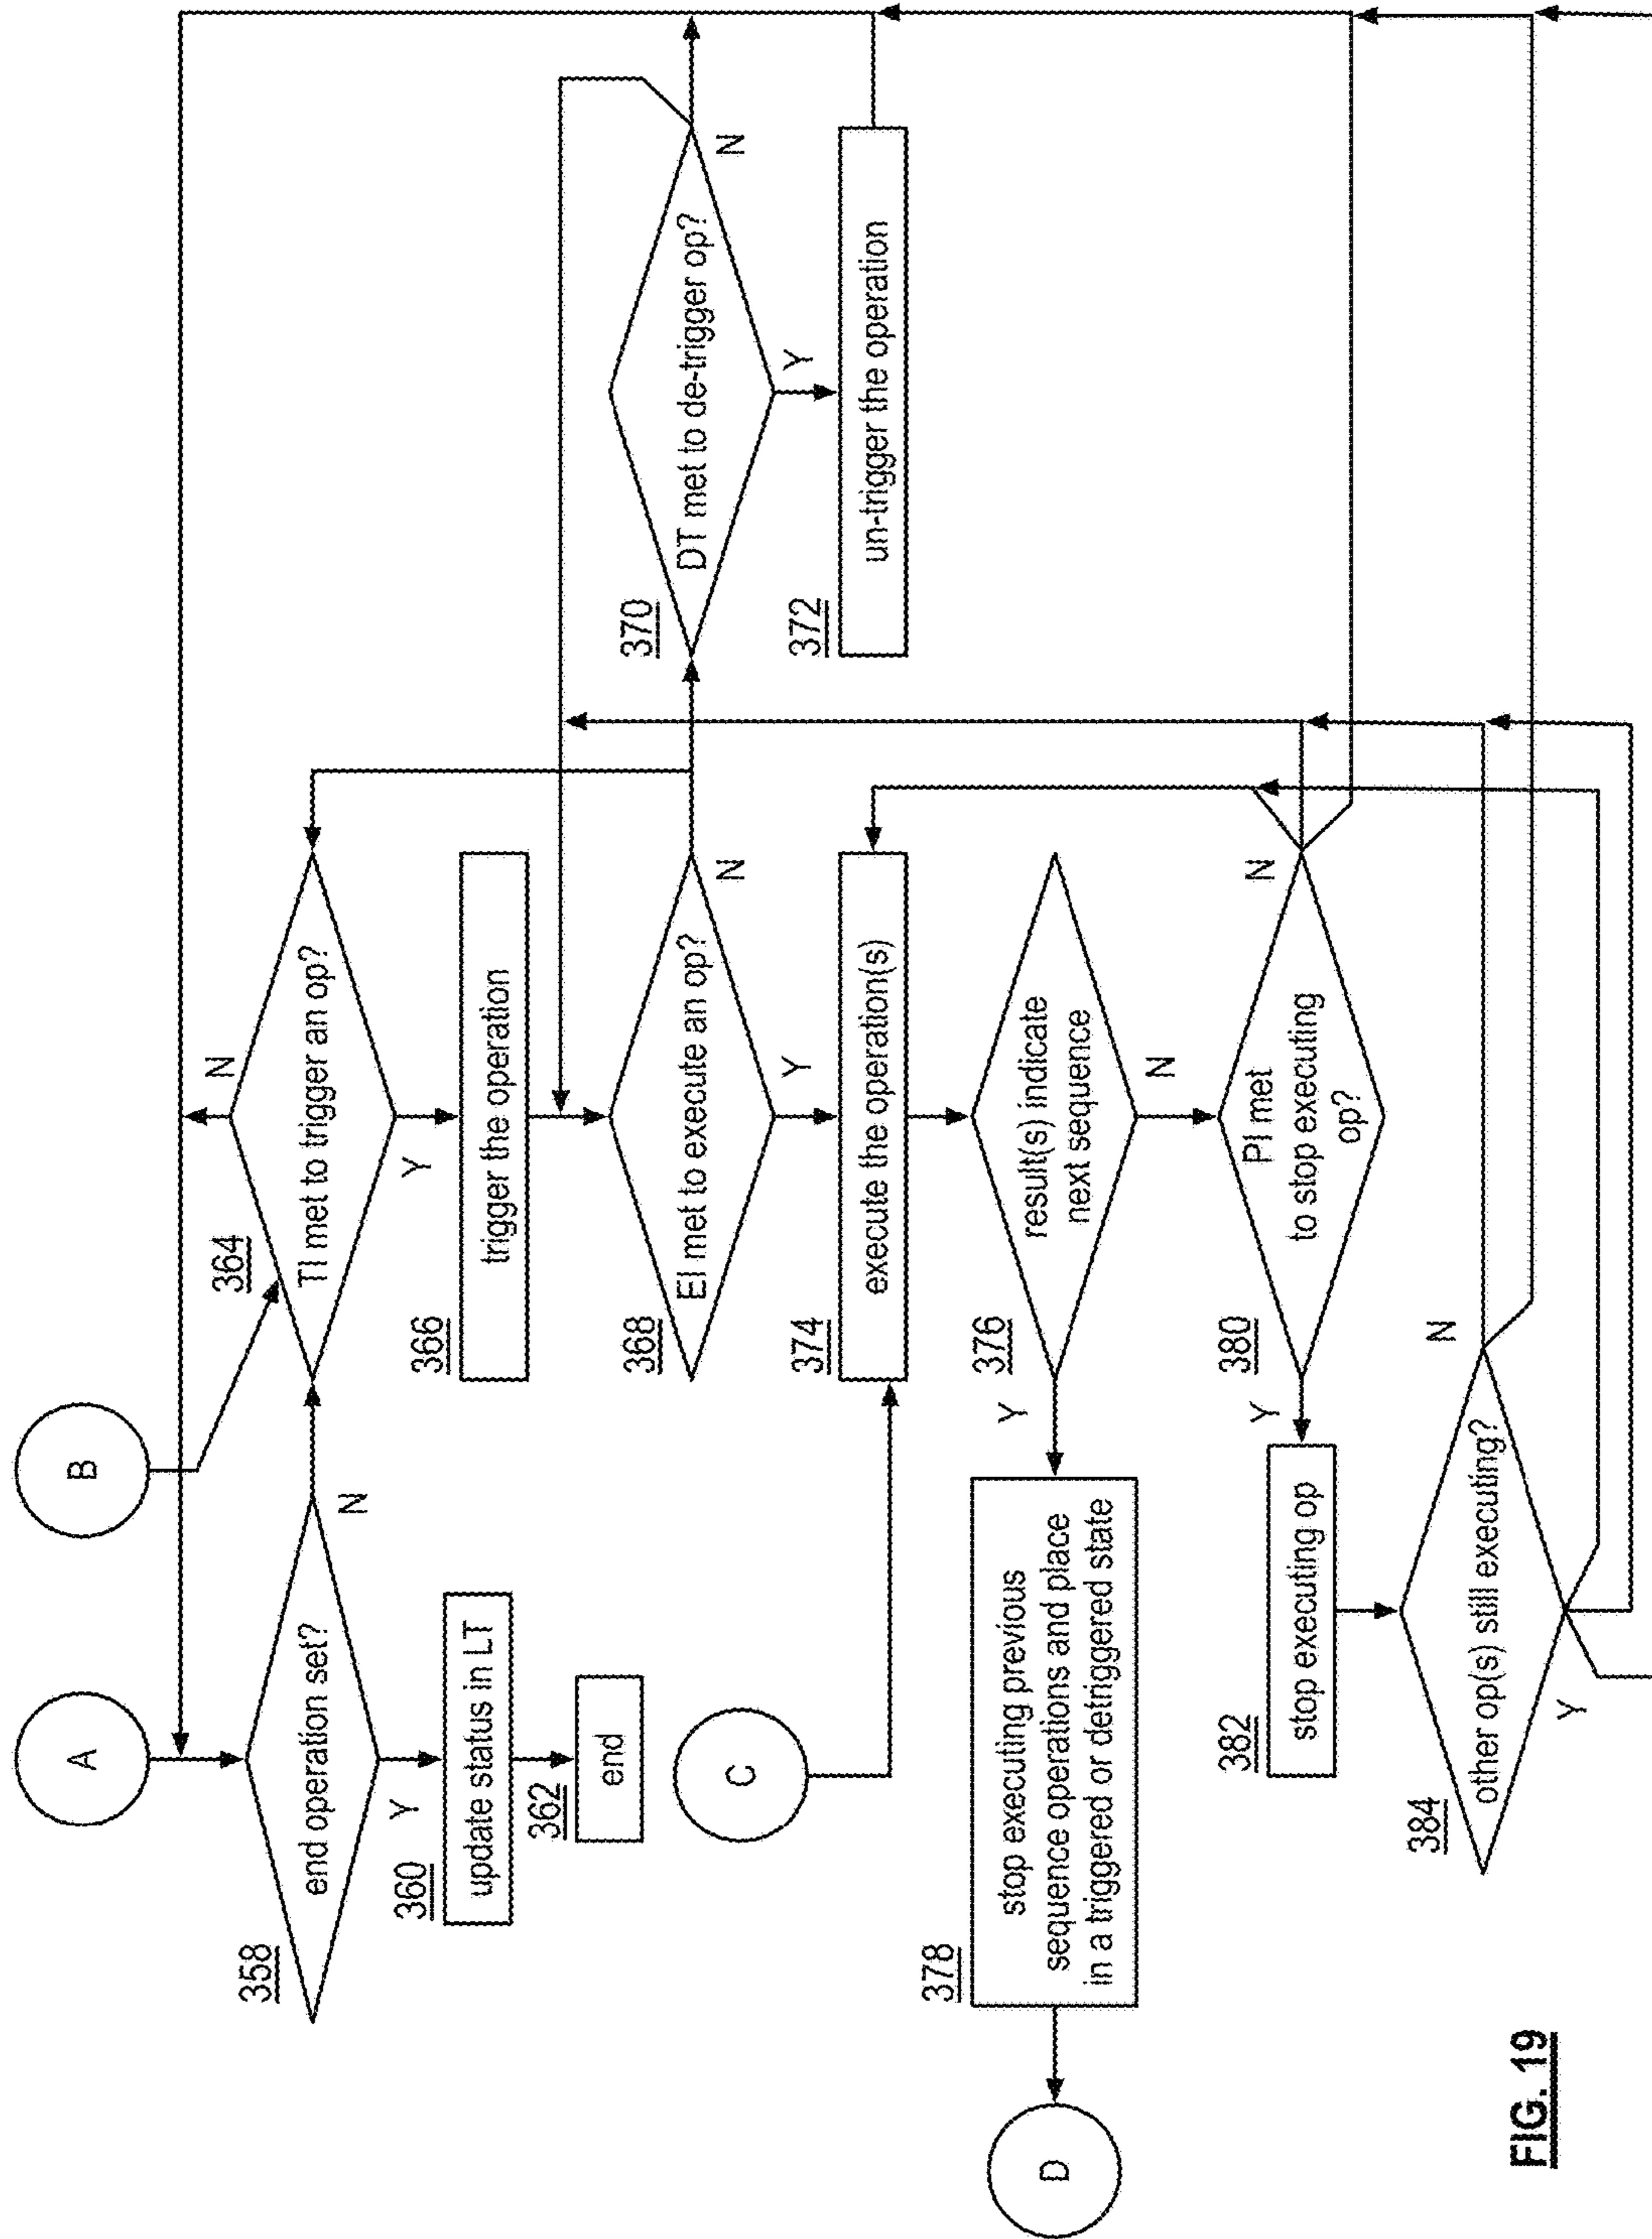 A
B
358
end operation set?
N
Y
360
update status in LT
362
end
364
TI met to trigger an op?
N
Y
366
trigger the operation
368
EI met to execute an op?
N
Y
370
DT met to de-trigger op?
N
Y
372
un-trigger the operation
C
374
execute the operation(s)
376
result(s) indicate
next sequence
Y
N
378
stop executing previous
sequence operations and place
in a triggered or detriggered state
D
380
PI met
to stop executing
op?
N
Y
382
stop executing op
384
other op(s) still executing?
N
Y
FIG. 19